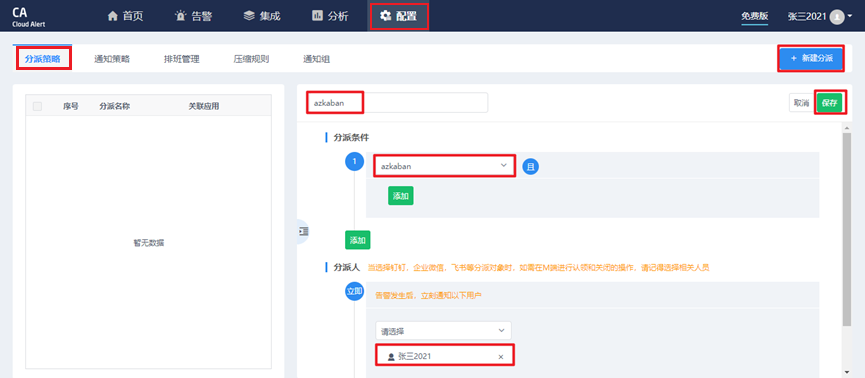 CA
Cloud Alert
首页
告警
集成
分析
配置
免费版
张三2021
分派策略
通知策略
排班管理
压缩规则
通知组
+ 新建分派
序号
分派名称
关联应用
暂无数据
azkaban
取消
保存
分派条件
1
azkaban
且
添加
添加
分派人
当选择钉钉、企业微信、飞书等分派对象时，如需在M端进行认领和关闭的操作，请记得选择相关人员
立即
告警发生后，立刻通知以下用户
请选择
张三2021
×